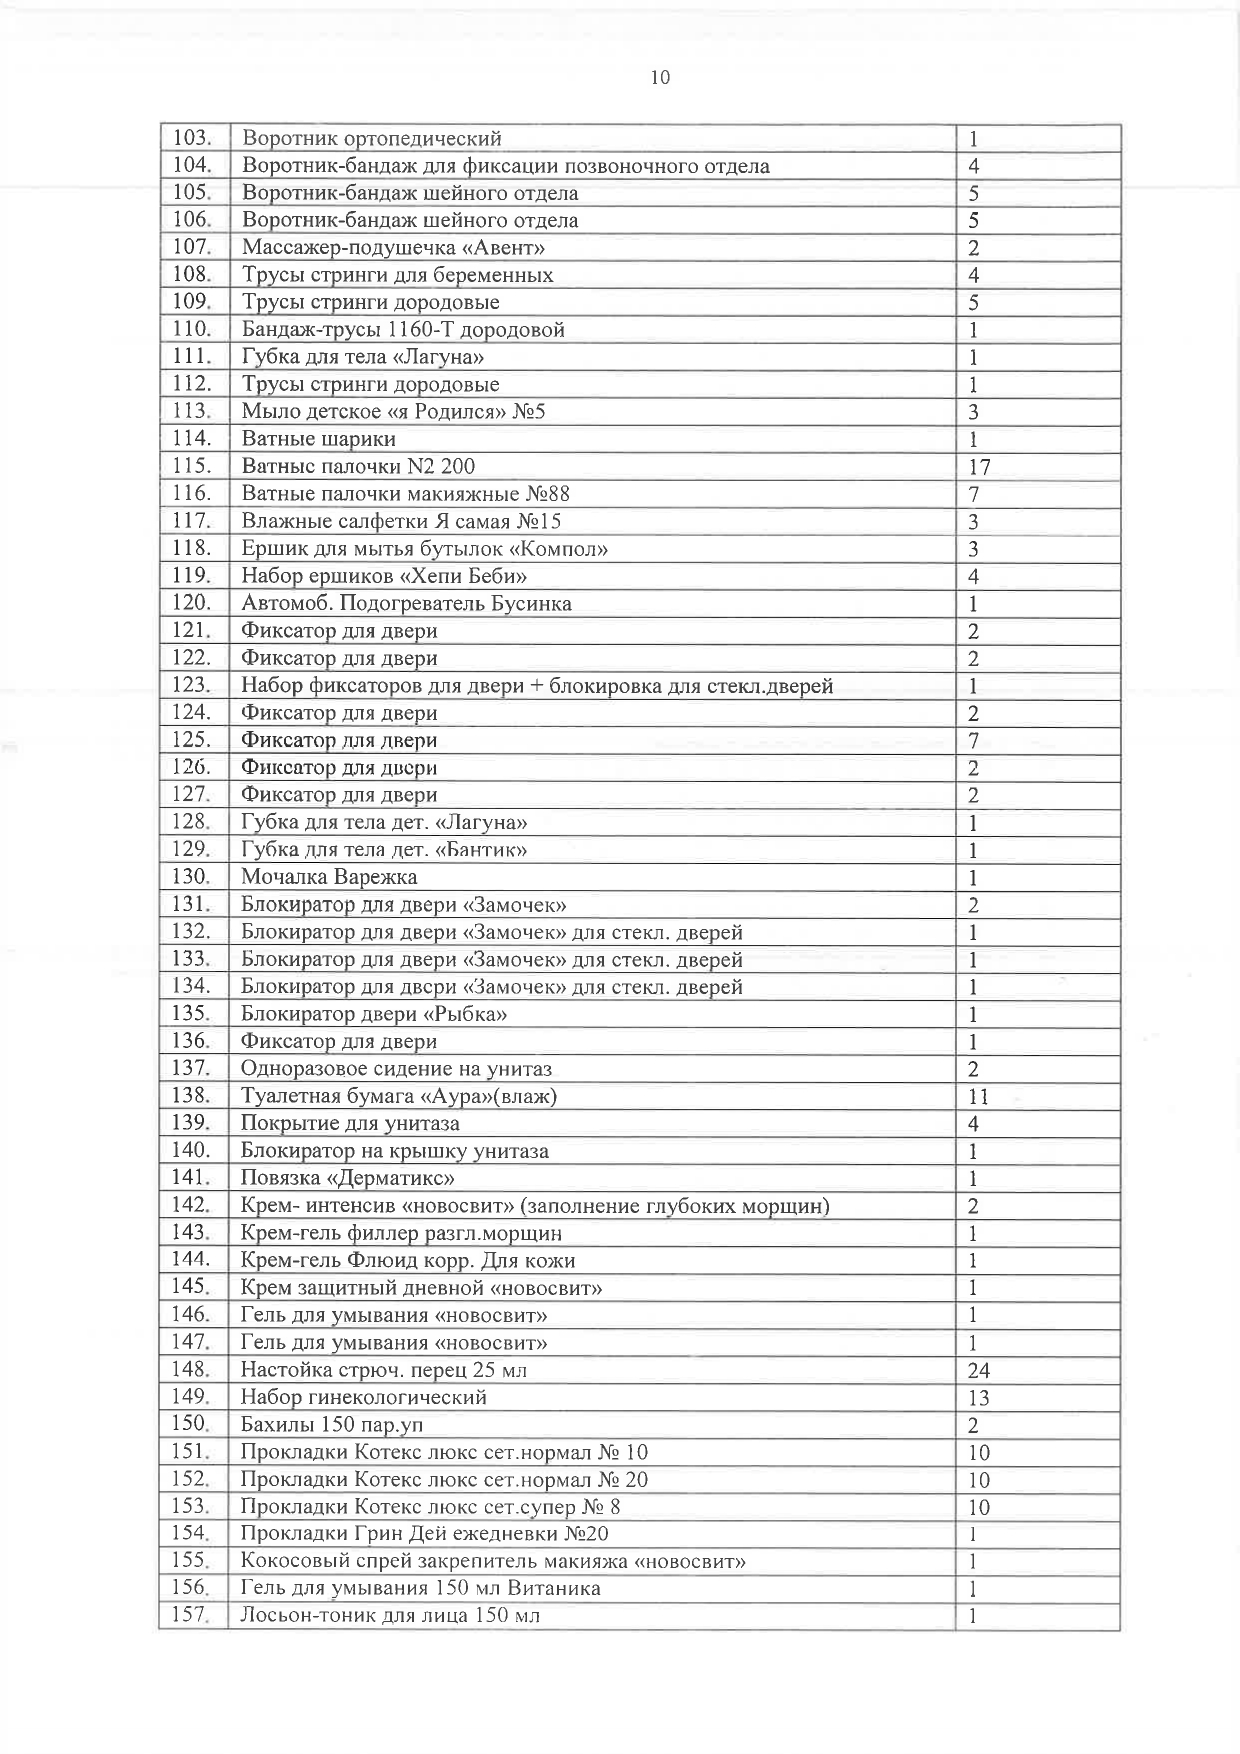 10
103. Воротник ортопедический 1
104. Воротник-бандаж для фиксации позвоночного отдела 4
105. Воротник-бандаж шейного отдела 5
106. Воротник-бандаж шейного отдела 5
107. Массажер-подушечка «Авент» 2
108. Трусы стринги для беременных 4
109. Трусы стринги дородовые 5
110. Бандаж-трусы 1160-Т дородовой 1
111. Губка для тела «Лагуна» 1
112. Трусы стринги дородовые 1
113. Мыло детское «я Родился» №5 3
114. Ватные шарики 1
115. Ватные палочки N2 200 17
116. Ватные палочки макияжные №88 7
117. Влажные салфетки Я самая №15 3
118. Ершик для мытья бутылок «Компол» 3
119. Набор ершиков «Хепи Беби» 4
120. Автомоб. Подогреватель Бусинка 1
121. Фиксатор для двери 2
122. Фиксатор для двери 2
123. Набор фиксаторов для двери + блокировка для стекл.дверей 1
124. Фиксатор для двери 2
125. Фиксатор для двери 7
126. Фиксатор для двери 2
127. Фиксатор для двери 2
128. Губка для тела дет. «Лагуна» 1
129. Губка для тела дет. «Бантик» 1
130. Мочалка Варежка 1
131. Блокиратор для двери «Замочек» 2
132. Блокиратор для двери «Замочек» для стекл. дверей 1
133. Блокиратор для двери «Замочек» для стекл. дверей 1
134. Блокиратор для двери «Замочек» для стекл. дверей 1
135. Блокиратор двери «Рыбка» 1
136. Фиксатор для двери 1
137. Одноразовое сидение на унитаз 2
138. Туалетная бумага «Аура»(влаж) 11
139. Покрытие для унитаза 4
140. Блокиратор на крышку унитаза 1
141. Повязка «Дерматикс» 1
142. Крем- интенсив «новосвит» (заполнение глубоких морщин) 2
143. Крем-гель филлер разгл.морщин 1
144. Крем-гель Флюид корр. Для кожи 1
145. Крем защитный дневной «новосвит» 1
146. Гель для умывания «новосвит» 1
147. Гель для умывания «новосвит» 1
148. Настойка стрюч. перец 25 мл 24
149. Набор гинекологический 13
150. Бахилы 150 пар.уп 2
151. Прокладки Котекс люкс сет.нормал № 10 10
152. Прокладки Котекс люкс сет.нормал № 20 10
153. Прокладки Котекс люкс сет.супер № 8 10
154. Прокладки Грин Дей ежедневки №20 1
155. Кокосовый спрей закрепитель макияжа «новосвит» 1
156. Гель для умывания 150 мл Витаника 1
157. Лосьон-тоник для лица 150 мл 1